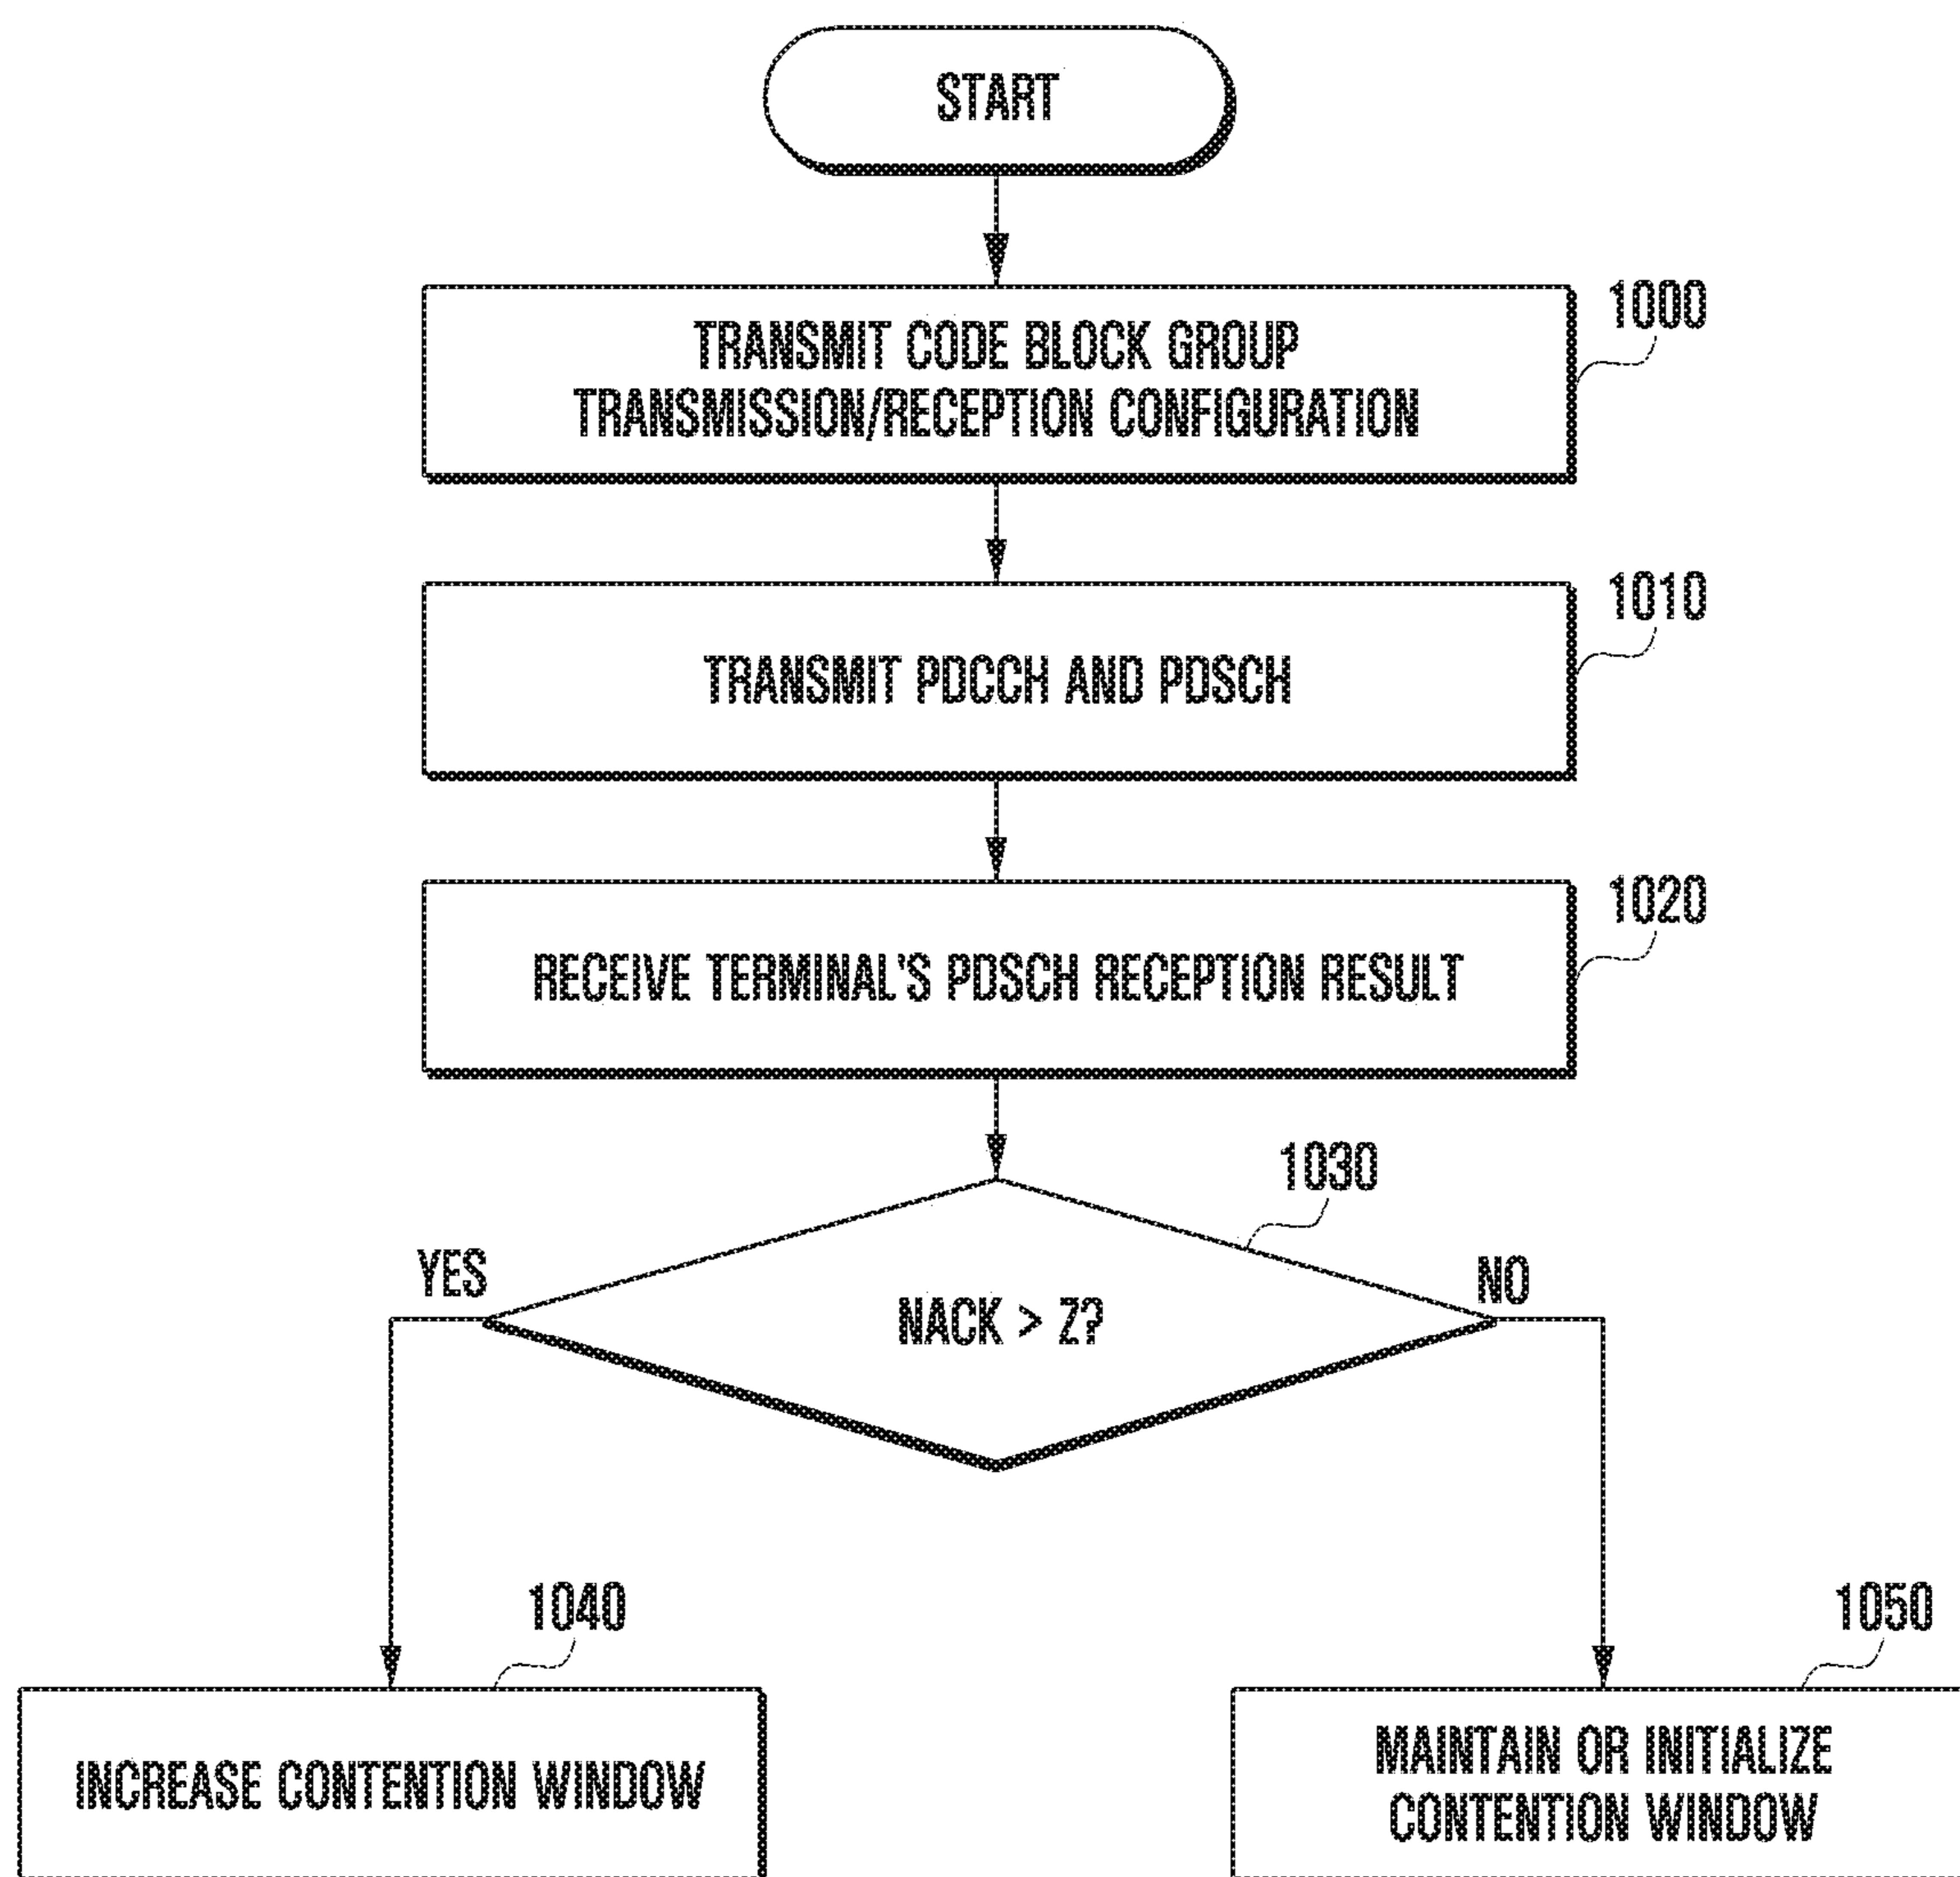 START
1000
TRANSMIT CODE BLOCK GROUP
TRANSMISSION/RECEPTION CONFIGURATION
1010
TRANSMIT PDCCH AND PDSCH
1020
RECEIVE TERMINAL'S PDSCH RECEPTION RESULT
1030
YES
NO
NACK > Z?
1040
1050
INCREASE CONTENTION WINDOW
MAINTAIN OR INITIALIZE
CONTENTION WINDOW